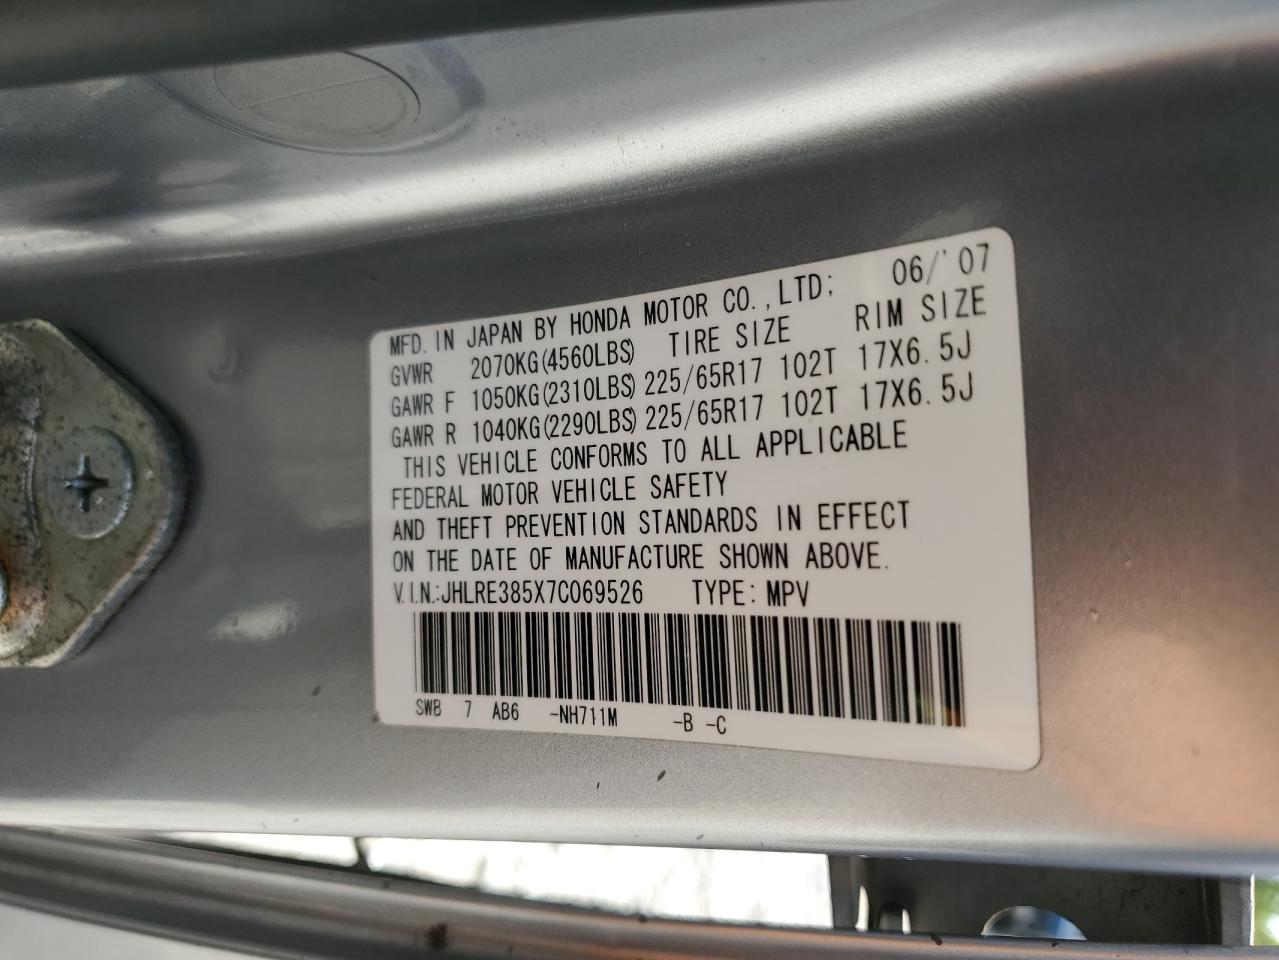 MFD. IN JAPAN BY HONDA MOTOR CO.,LTD; 06/'07
GVWR 2070KG(4560LBS) TIRE SIZE RIM SIZE
GAWR F 1050KG(2310LBS) 225/65R17 102T 17X6.5J
GAWR R 1040KG(2290LBS) 225/65R17 102T 17X6.5J
THIS VEHICLE CONFORMS TO ALL APPLICABLE
FEDERAL MOTOR VEHICLE SAFETY
AND THEFT PREVENTION STANDARDS IN EFFECT
ON THE DATE OF MANUFACTURE SHOWN ABOVE.
V.I.N.:JHLRE385X7C069526 TYPE: MPV
SWB 7 AB6 -NH711M -B -C